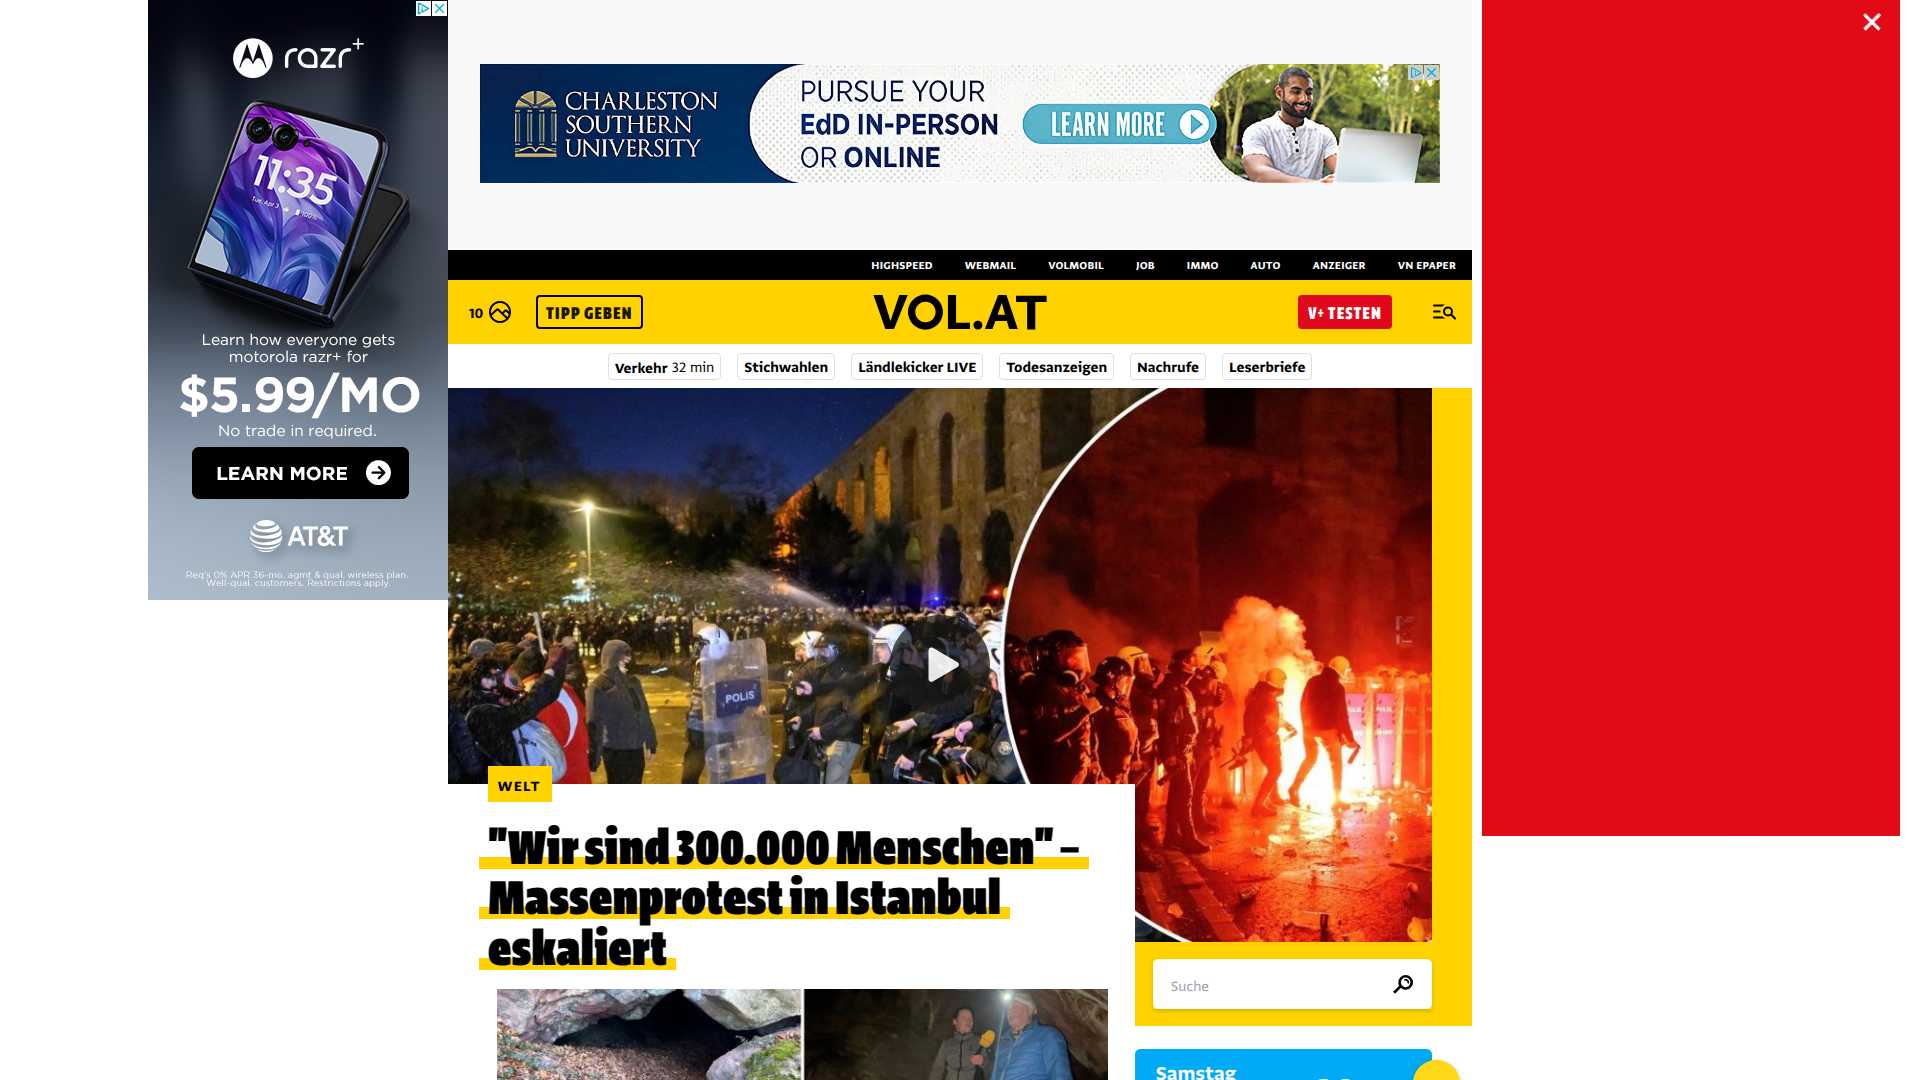 razr+
11:35
Tue, Apr 3
100%
Learn how everyone gets
motorola razr+ for
$5.99/MO
No trade in required.
LEARN MORE
AT&T
Req's 0% APR 36-mo. agmt & qual. wireless plan.
Well-qual. customers. Restrictions apply.
CHARLESTON
SOUTHERN
UNIVERSITY
PURSUE YOUR
EdD IN-PERSON
OR ONLINE
LEARN MORE
HIGHSPEED WEBMAIL VOLMOBIL JOB IMMO AUTO ANZEIGER VN EPAPER
10 TIPP GEBEN VOL.AT V+ TESTEN
Verkehr 32 min Stichwahlen Ländlekicker LIVE Todesanzeigen Nachrufe Leserbriefe
POLIS
WELT
"Wir sind 300.000 Menschen" –
Massenprotest in Istanbul
eskaliert
Suche
Samstag